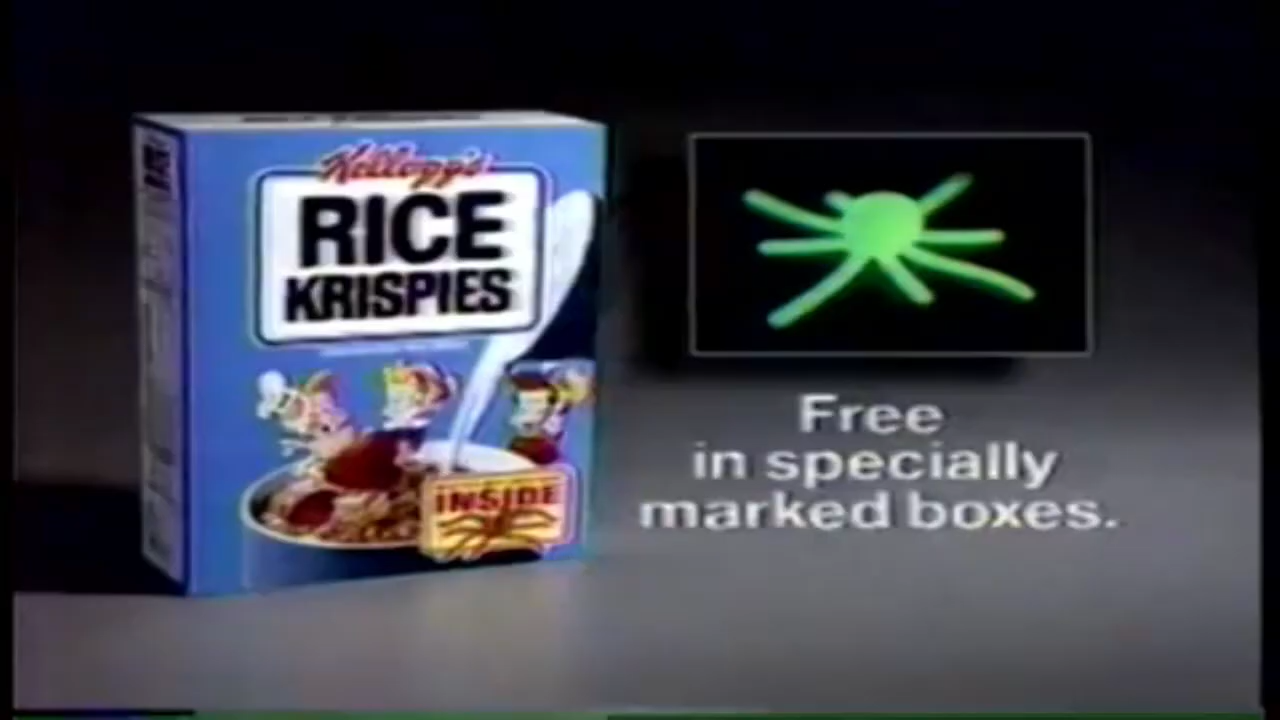 Kellogg's
RICE
KRISPIES
INSIDE
Free
in specially
marked boxes.